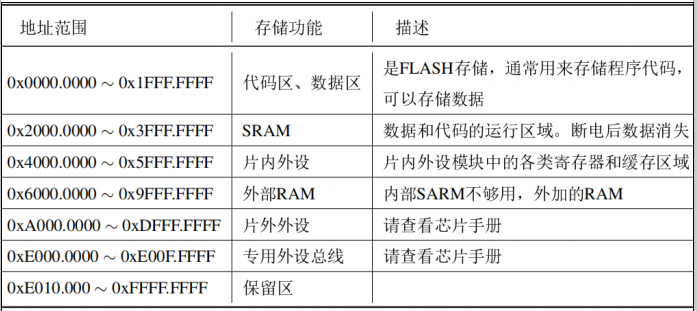 地址范围 存储功能 描述
0x0000.0000 ~ 0x1FFF.FFFF 代码区、数据区 是FLASH存储，通常用来存储程序代码，
可以存储数据
0x2000.0000 ~ 0x3FFF.FFFF SRAM 数据和代码的运行区域。断电后数据消失
0x4000.0000 ~ 0x5FFF.FFFF 片内外设 片内外设模块中的各类寄存器和缓存区域
0x6000.0000 ~ 0x9FFF.FFFF 外部RAM 内部SARM不够用，外加的RAM
0xA000.0000 ~ 0xDFFF.FFFF 片外外设 请查看芯片手册
0xE000.0000 ~ 0xE00F.FFFF 专用外设总线 请查看芯片手册
0xE010.000 ~ 0xFFFF.FFFF 保留区